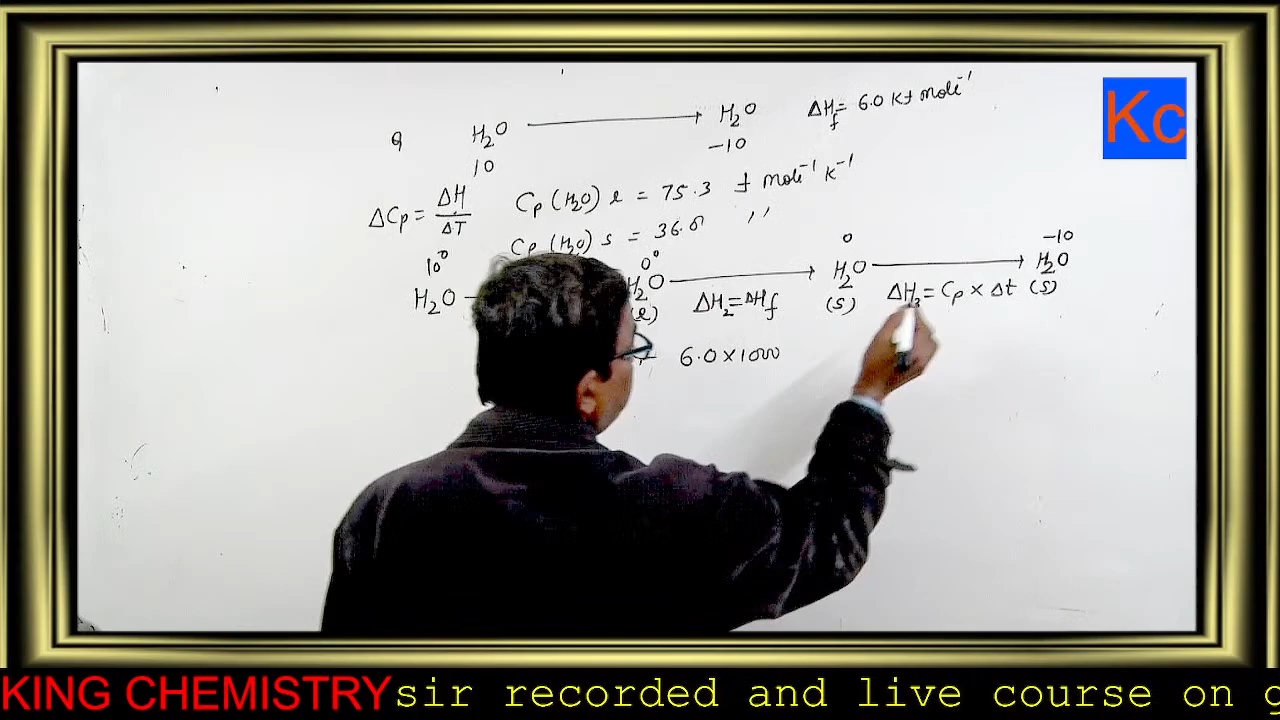 H₂O ⟶ H₂O ΔH_f = 6.0 KJ mole⁻¹
Q 10 -10
ΔCp = ΔH/ΔT Cp (H₂O) l = 75.3 J mole⁻¹ K⁻¹
Cp (H₂O) s = 36.8 ,,
10° 0° 0 -10
H₂O H₂O ⟶ H₂O ⟶ H₂O
(l) ΔH₂ = ΔH_f (s) ΔH₃ = Cp × Δt (s)
6.0 × 1000
Kc
KING CHEMISTRY sir recorded and live course on g